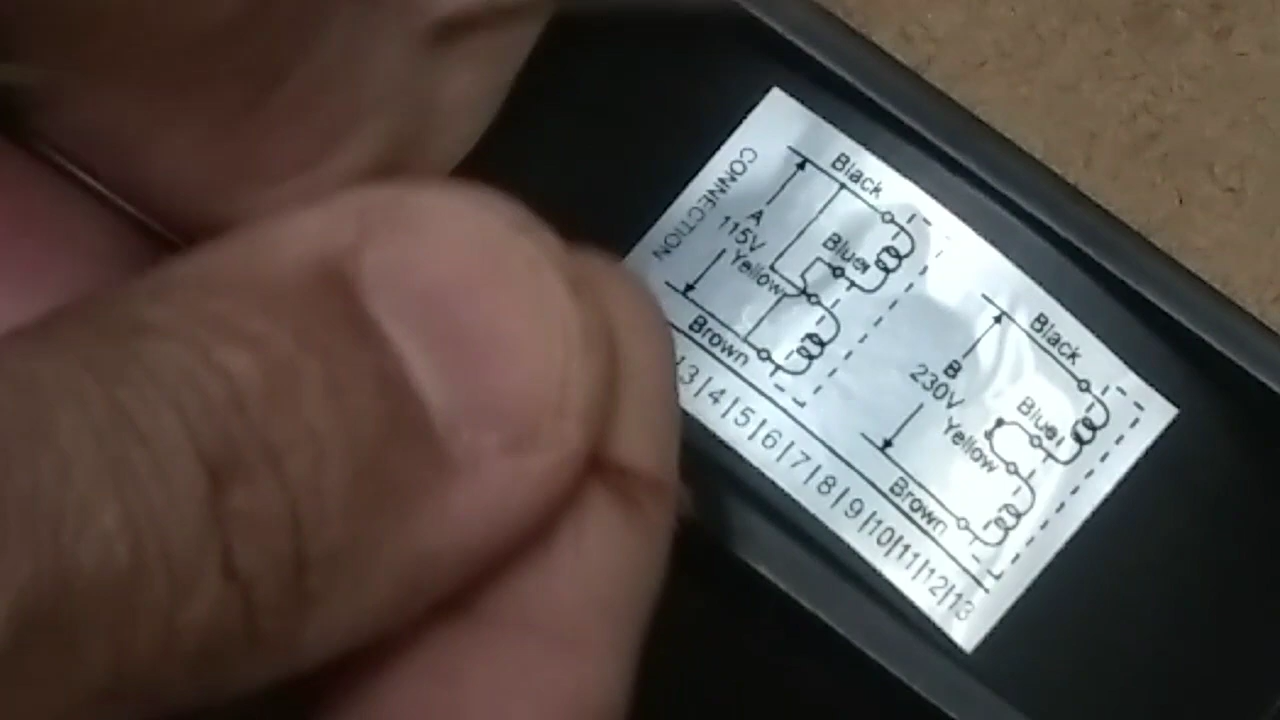 CONNECTION
A
115V
Black
Blue
Yellow
Brown
B
230V
Black
Blue
Yellow
Brown
3|4|5|6|7|8|9|10|11|12|13